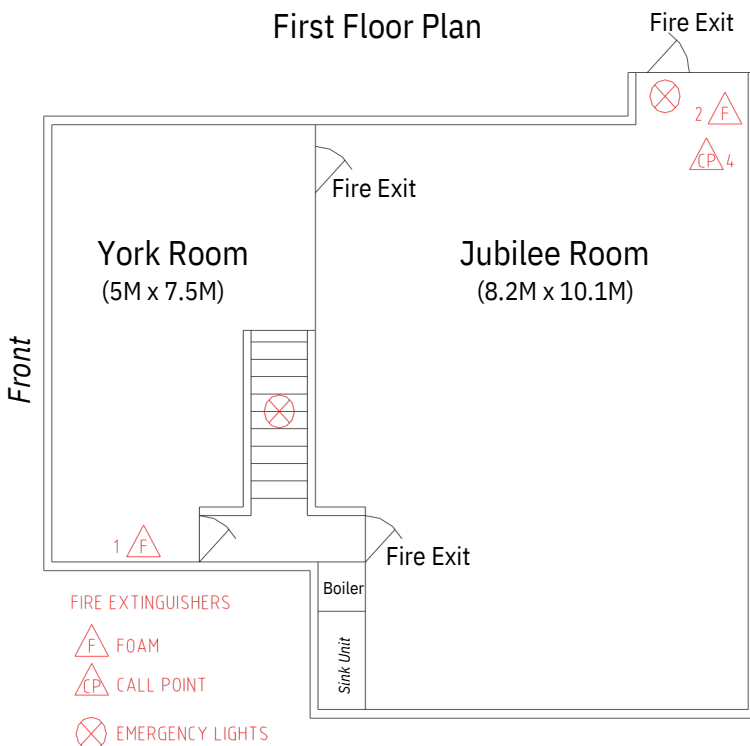 First Floor Plan
Fire Exit
2 F
CP 4
Fire Exit
York Room
(5M x 7.5M)
Jubilee Room
(8.2M x 10.1M)
Front
1 F
Fire Exit
Boiler
Sink Unit
FIRE EXTINGUISHERS
F FOAM
CP CALL POINT
EMERGENCY LIGHTS